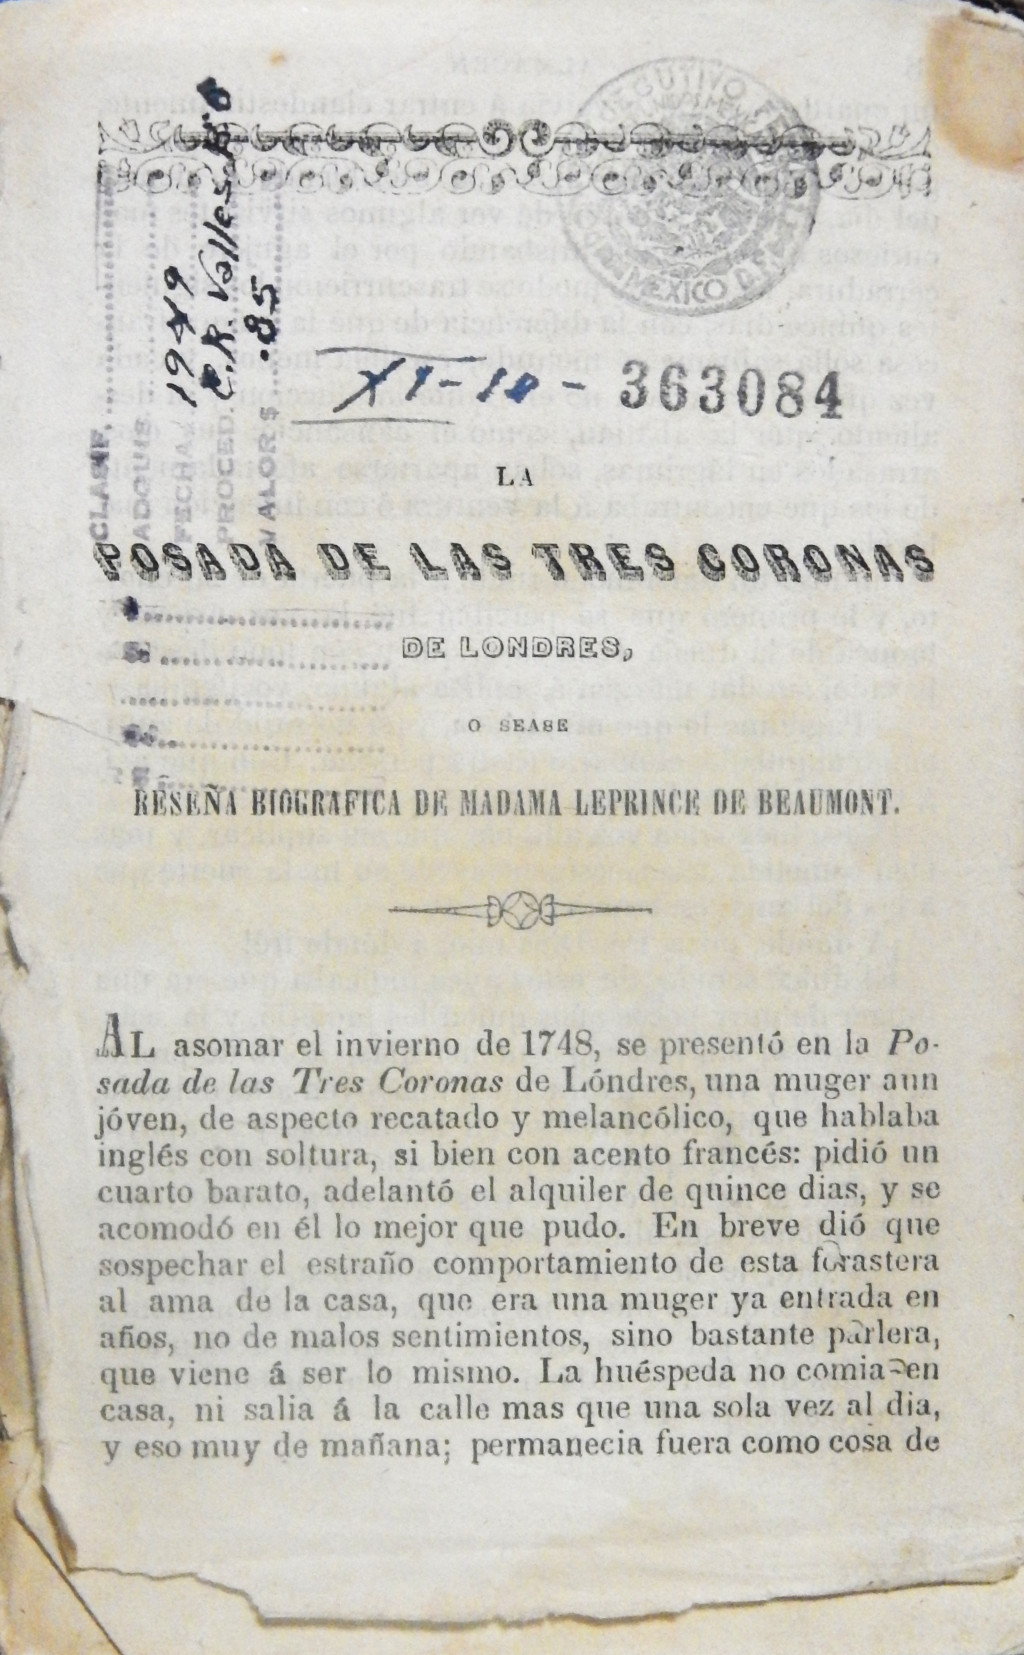 CLASIF.
ADQUIS.
FECHA 19
PROCED. C.R. Valles
VALOR $ .85
MEXICO
XI-10- 363084
LA
POSADA DE LAS TRES CORONAS
DE LONDRES,
O SEASE
RESEÑA BIOGRAFICA DE MADAMA LEPRINCE DE BEAUMONT.
AL asomar el invierno de 1748, se presentó en la Po-
sada de las Tres Coronas de Lóndres, una muger aun
jóven, de aspecto recatado y melancólico, que hablaba
inglés con soltura, si bien con acento francés: pidió un
cuarto barato, adelantó el alquiler de quince dias, y se
acomodó en él lo mejor que pudo. En breve dió que
sospechar el estraño comportamiento de esta forastera
al ama de la casa, que era una muger ya entrada en
años, no de malos sentimientos, sino bastante parlera,
que viene á ser lo mismo. La huéspeda no comia en
casa, ni salia á la calle mas que una sola vez al dia,
y eso muy de mañana; permanecia fuera como cosa de